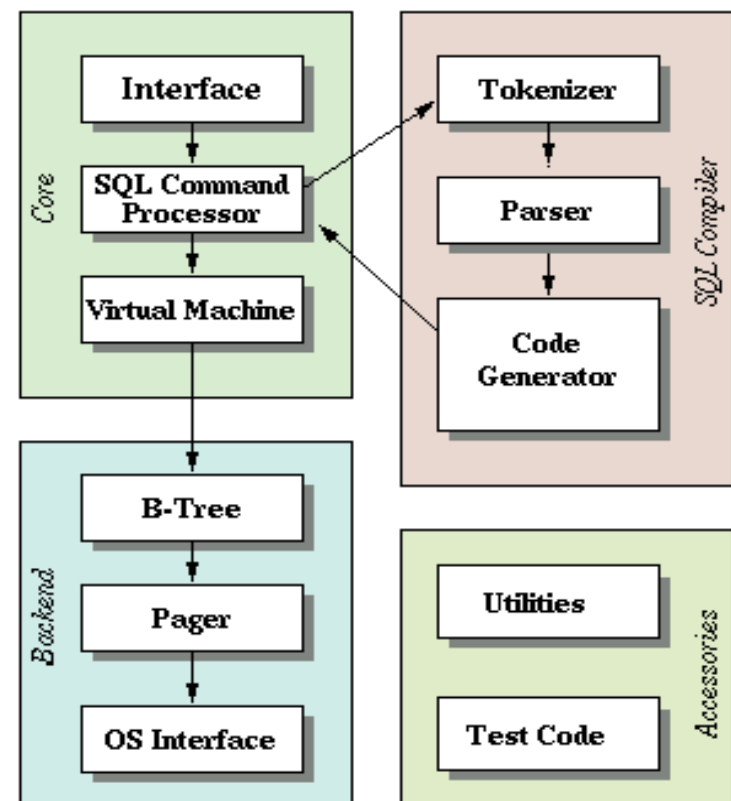 Core
Interface
SQL Command
Processor
Virtual Machine
SQL Compiler
Tokenizer
Parser
Code
Generator
Backend
B-Tree
Pager
OS Interface
Accessories
Utilities
Test Code